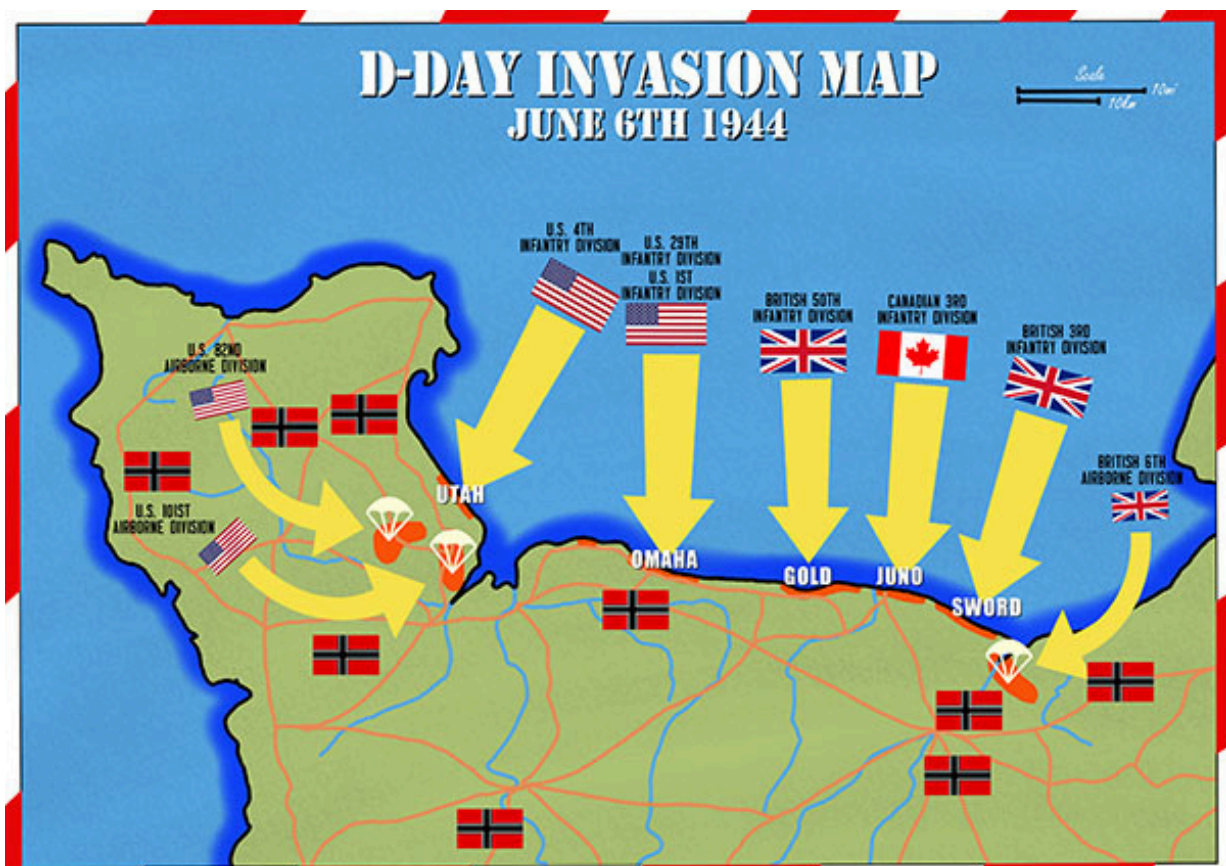 D-DAY INVASION MAP
JUNE 6TH 1944
Scale
10mi
10km
U.S. 4TH
INFANTRY DIVISION
U.S. 29TH
INFANTRY DIVISION
U.S. 1ST
INFANTRY DIVISION
BRITISH 50TH
INFANTRY DIVISION
CANADIAN 3RD
INFANTRY DIVISION
BRITISH 3RD
INFANTRY DIVISION
U.S. 82ND
AIRBORNE DIVISION
BRITISH 6TH
AIRBORNE DIVISION
U.S. 101ST
AIRBORNE DIVISION
UTAH
OMAHA
GOLD
JUNO
SWORD